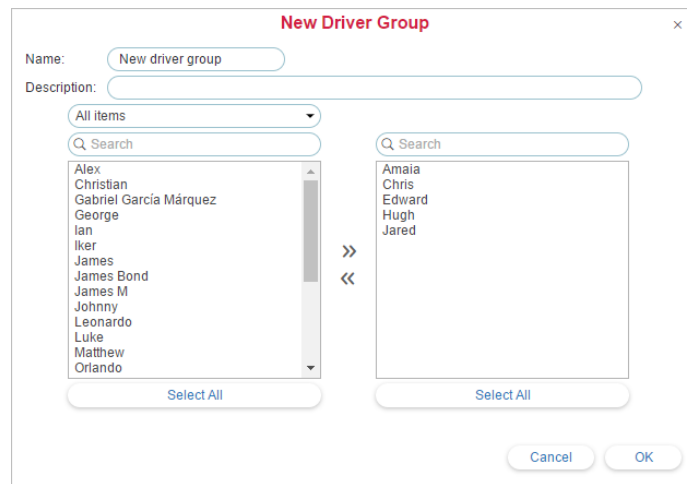 New Driver Group
×
Name: New driver group
Description:
All items
Search
Alex
Christian
Gabriel García Márquez
George
Ian
Iker
James
James Bond
James M
Johnny
Leonardo
Luke
Matthew
Orlando
Select All
»
«
Search
Amaia
Chris
Edward
Hugh
Jared
Select All
Cancel OK